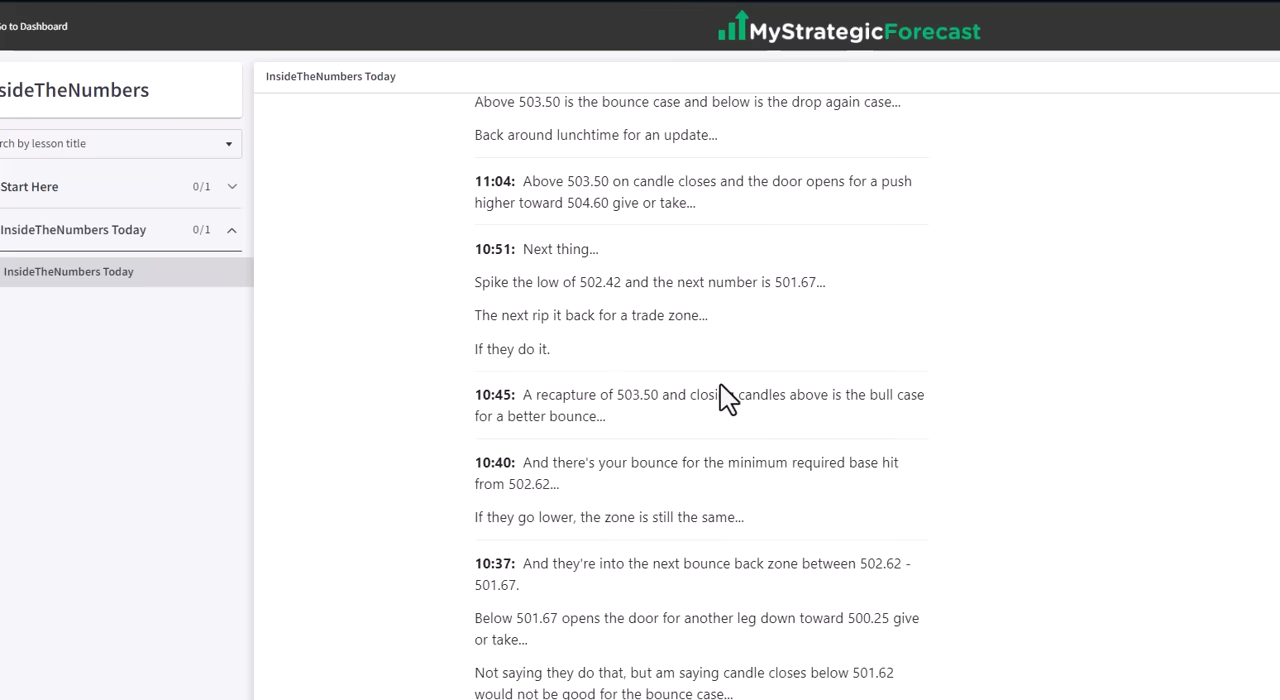 o to Dashboard
MyStrategicForecast
sideTheNumbers
InsideTheNumbers Today
rch by lesson title
Start Here 0/1
InsideTheNumbers Today 0/1
InsideTheNumbers Today
Above 503.50 is the bounce case and below is the drop again case...
Back around lunchtime for an update...
11:04: Above 503.50 on candle closes and the door opens for a push
higher toward 504.60 give or take...
10:51: Next thing...
Spike the low of 502.42 and the next number is 501.67...
The next rip it back for a trade zone...
If they do it.
10:45: A recapture of 503.50 and closing candles above is the bull case
for a better bounce...
10:40: And there's your bounce for the minimum required base hit
from 502.62...
If they go lower, the zone is still the same...
10:37: And they're into the next bounce back zone between 502.62 -
501.67.
Below 501.67 opens the door for another leg down toward 500.25 give
or take...
Not saying they do that, but am saying candle closes below 501.62
would not be good for the bounce case...